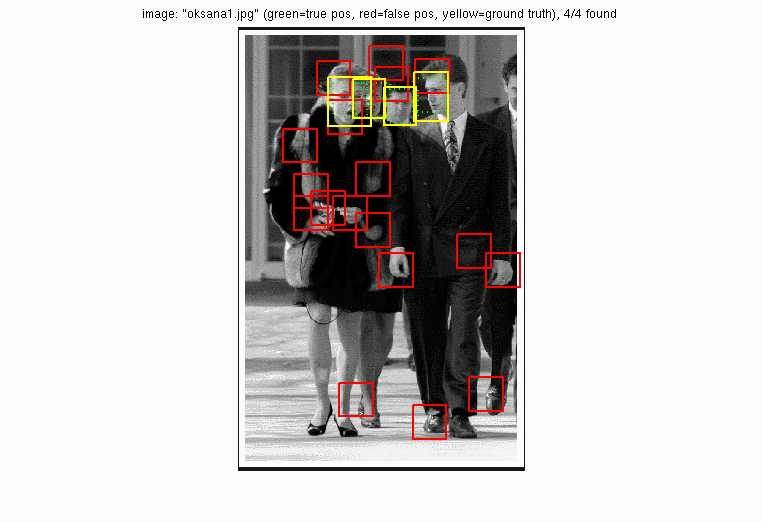 image: "oksana1.jpg" (green=true pos, red=false pos, yellow=ground truth), 4/4 found